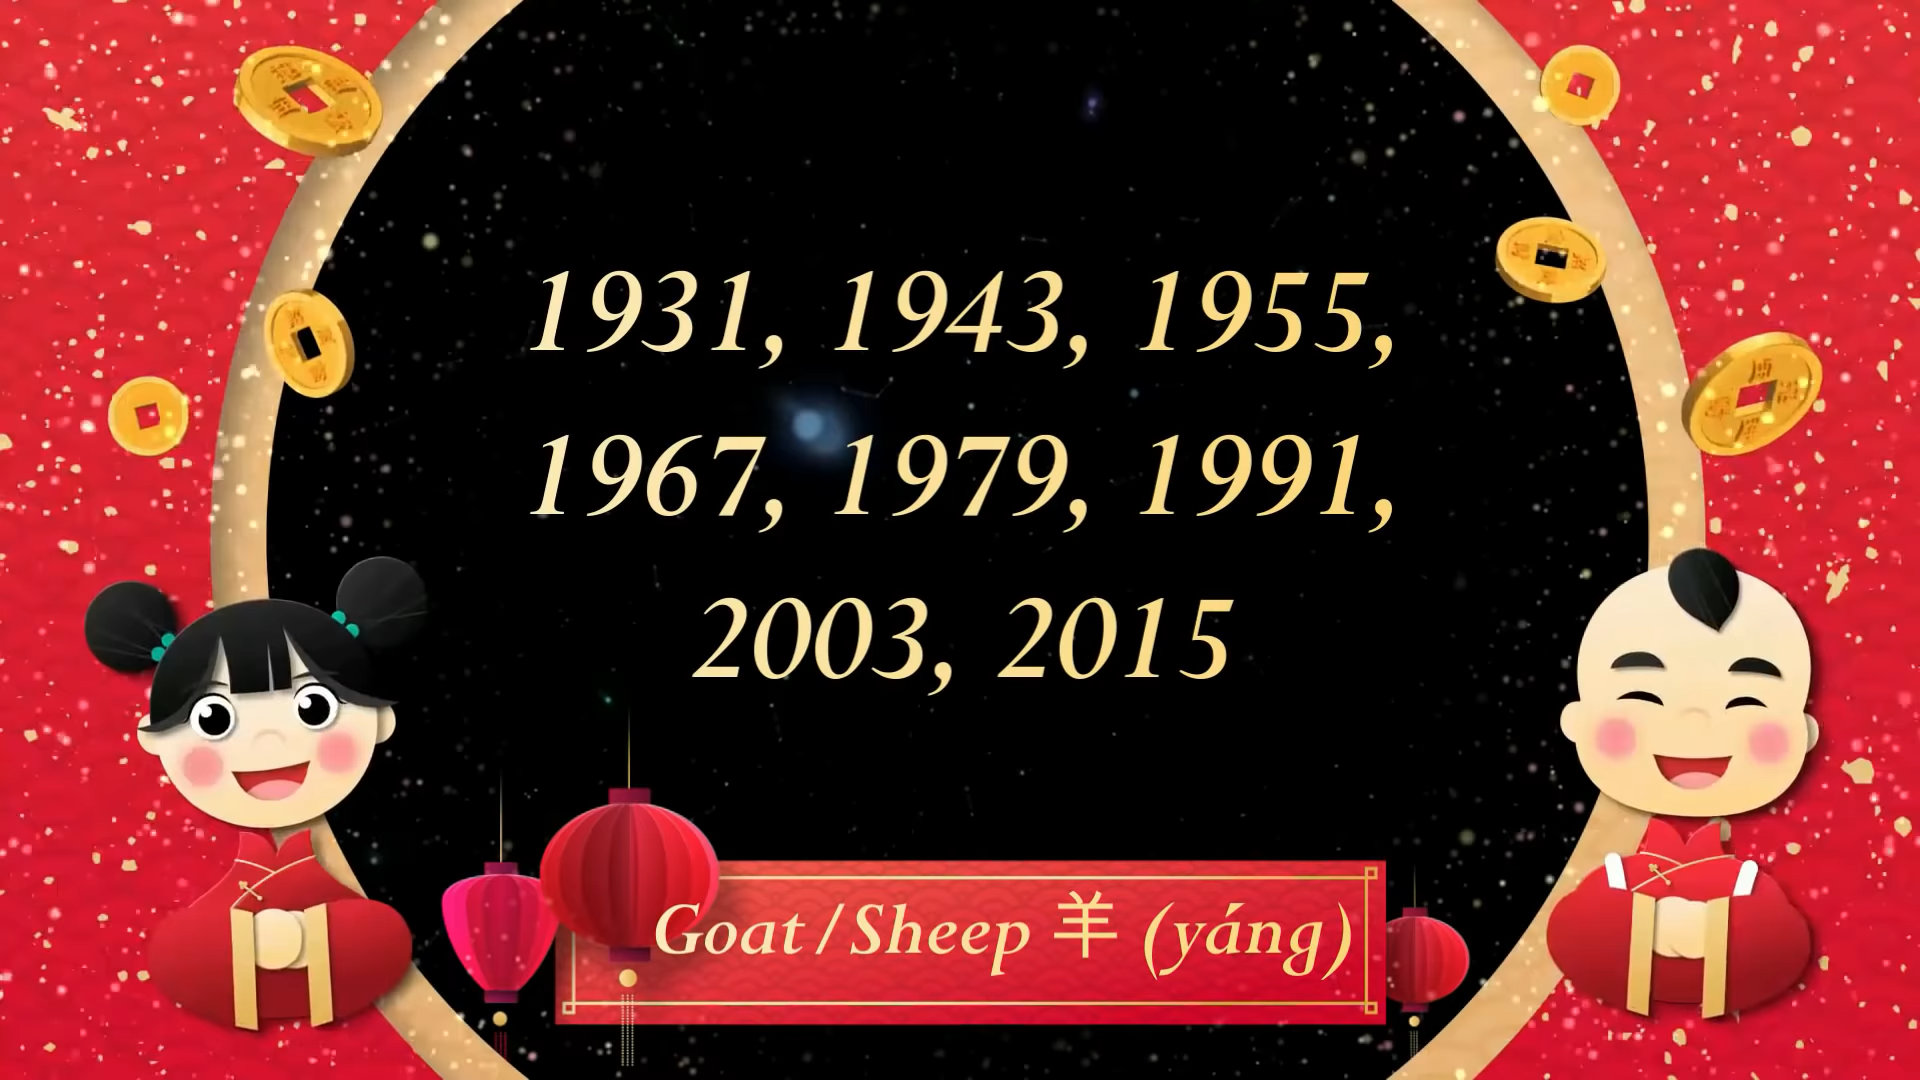 1931, 1943, 1955,
1967, 1979, 1991,
2003, 2015
Goat/Sheep 羊 (yáng)